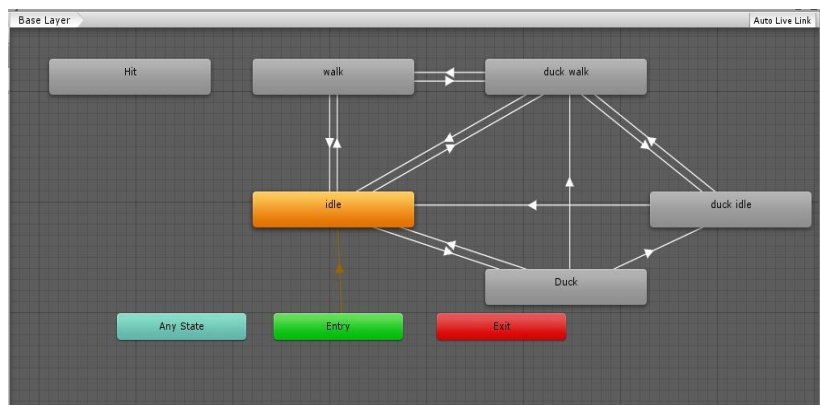 Base Layer
Auto Live Link
Hit
walk
duck walk
idle
duck idle
Duck
Any State
Entry
Exit